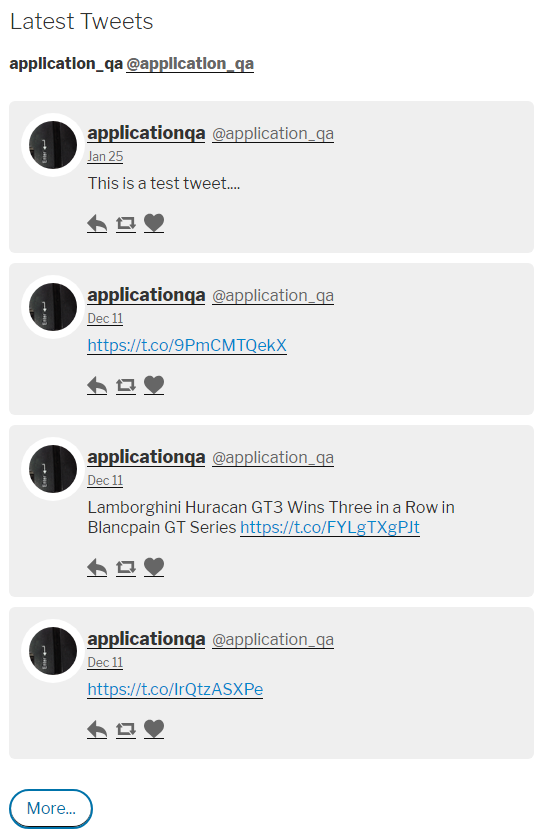 Latest Tweets
application_qa @application_qa
applicationqa @application_qa
Jan 25
This is a test tweet....
applicationqa @application_qa
Dec 11
https://t.co/9PmCMTQekX
applicationqa @application_qa
Dec 11
Lamborghini Huracan GT3 Wins Three in a Row in
Blancpain GT Series https://t.co/FYLgTXgPJt
applicationqa @application_qa
Dec 11
https://t.co/IrQtzASXPe
More...